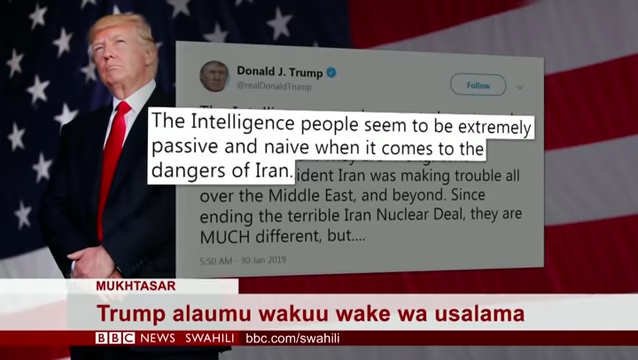 Donald J. Trump
@realDonaldTrump
Follow
The Intelligence people seem to be extremely
passive and naive when it comes to the
dangers of Iran.
ident Iran was making trouble all
over the Middle East, and beyond. Since
ending the terrible Iran Nuclear Deal, they are
MUCH different, but....
5:50 AM - 30 Jan 2019
MUKHTASAR
Trump alaumu wakuu wake wa usalama
BBC NEWS SWAHILI bbc.com/swahili